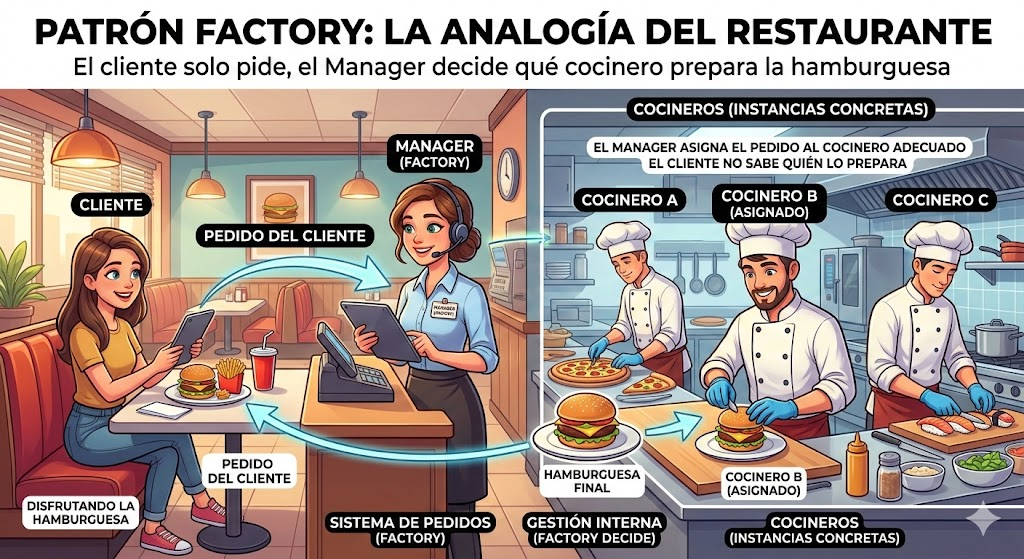 PATRÓN FACTORY: LA ANALOGÍA DEL RESTAURANTE
El cliente solo pide, el Manager decide qué cocinero prepara la hamburguesa
CLIENTE
PEDIDO DEL CLIENTE
MANAGER
(FACTORY)
MANAGER
COCINEROS (INSTANCIAS CONCRETAS)
EL MANAGER ASIGNA EL PEDIDO AL COCINERO ADECUADO
EL CLIENTE NO SABE QUIÉN LO PREPARA
COCINERO A
COCINERO B
(ASIGNADO)
COCINERO C
PEDIDO
DEL CLIENTE
DISFRUTANDO LA
HAMBURGUESA
HAMBURGUESA
FINAL
COCINERO B
(ASIGNADO)
SISTEMA DE PEDIDOS
(FACTORY)
GESTIÓN INTERNA
(FACTORY DECIDE)
COCINEROS
(INSTANCIAS CONCRETAS)